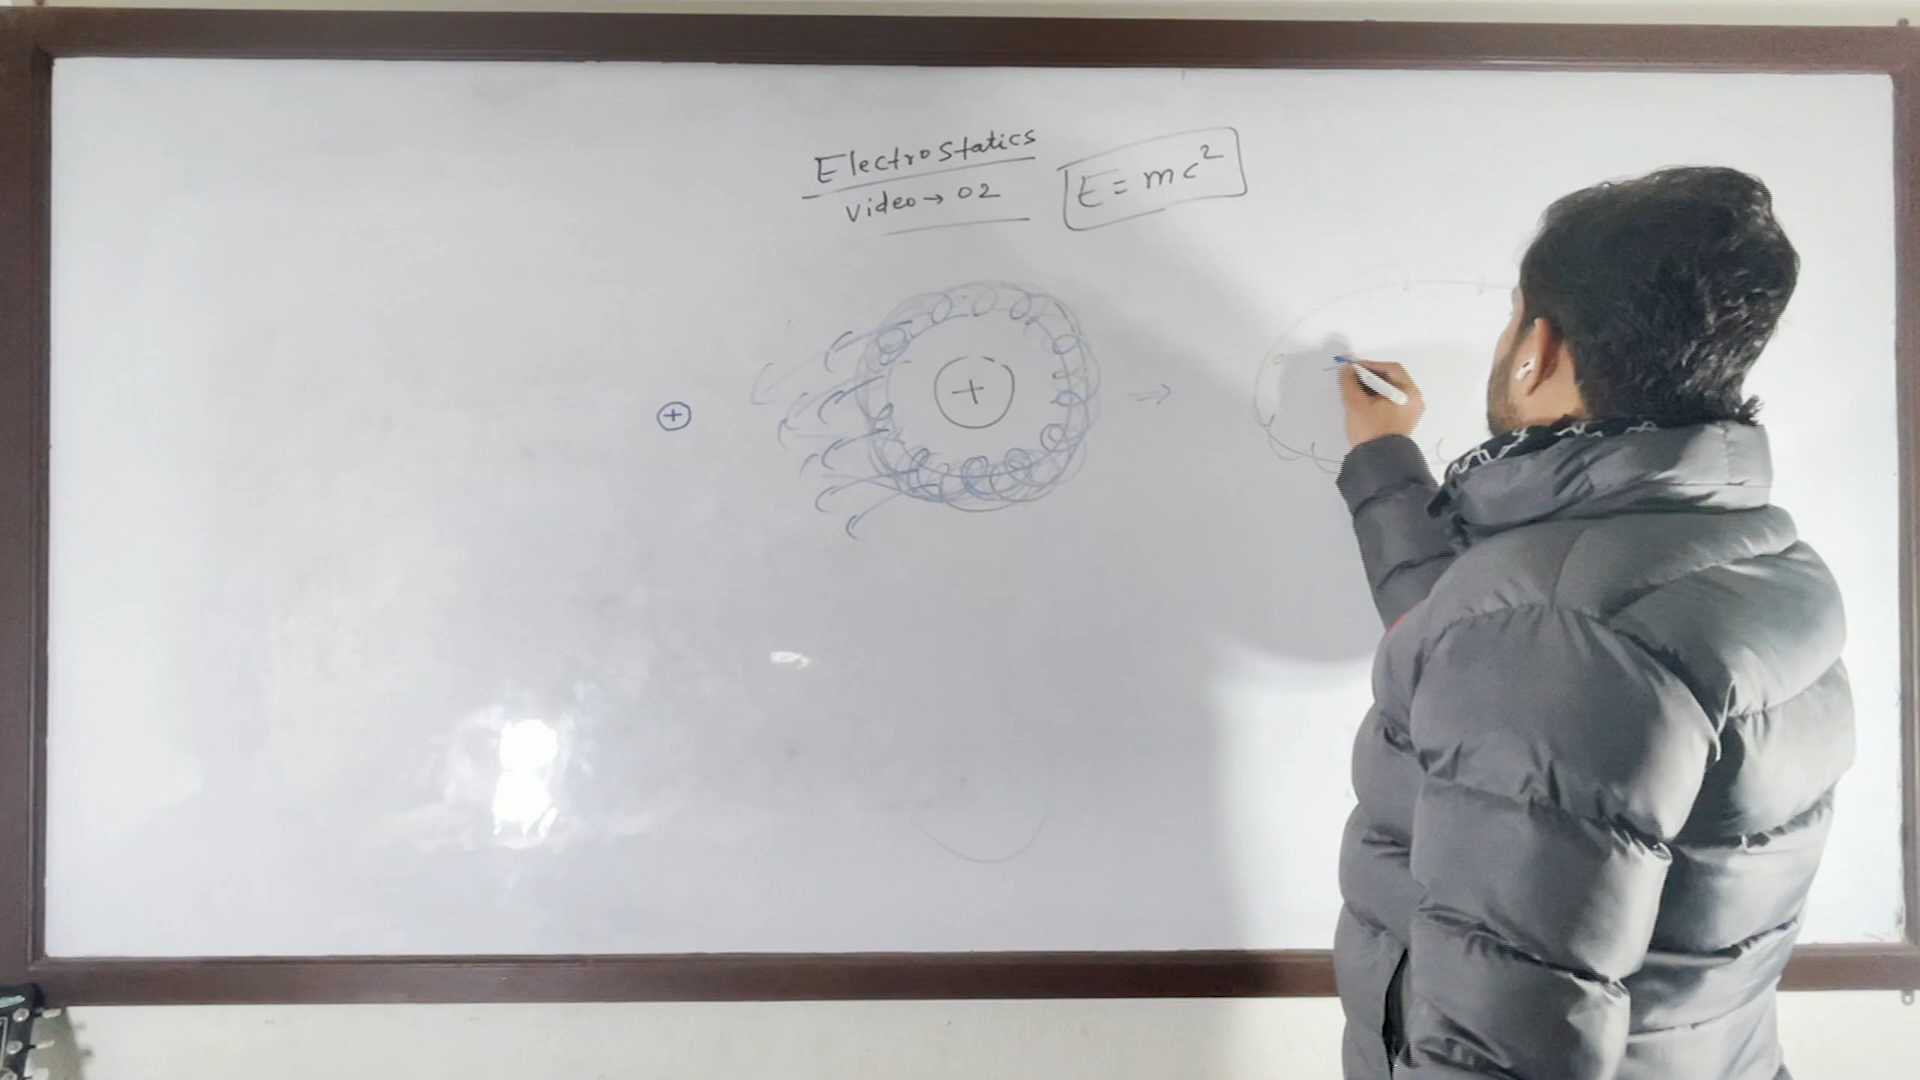 Electrostatics
Video → 02
E = mc²
+
+